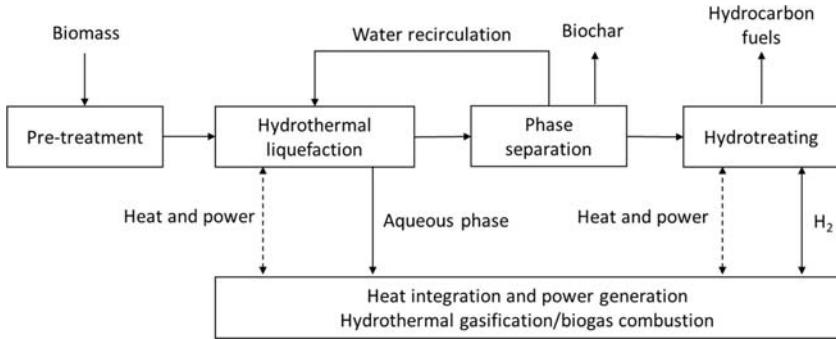 Biomass
Water recirculation
Biochar
Hydrocarbon
fuels
Pre-treatment
Hydrothermal
liquefaction
Phase
separation
Hydrotreating
Heat and power
Aqueous phase
Heat and power
H₂
Heat integration and power generation
Hydrothermal gasification/biogas combustion